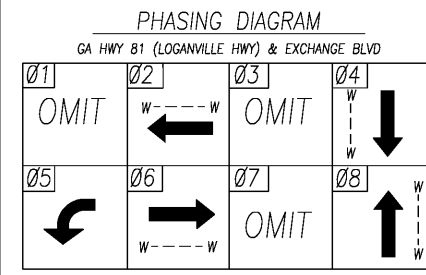 PHASING DIAGRAM
GA HWY 81 (LOGANVILLE HWY) & EXCHANGE BLVD
Ø1 Ø2 Ø3 Ø4
OMIT W W OMIT W
W
Ø5 Ø6 Ø7 Ø8
W W OMIT W
W